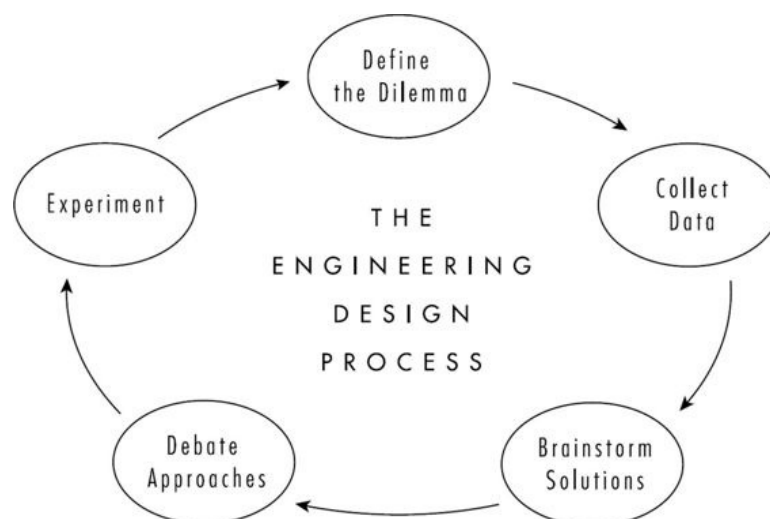 Define
the Dilemma
Collect
Data
Brainstorm
Solutions
Debate
Approaches
Experiment
THE
ENGINEERING
DESIGN
PROCESS